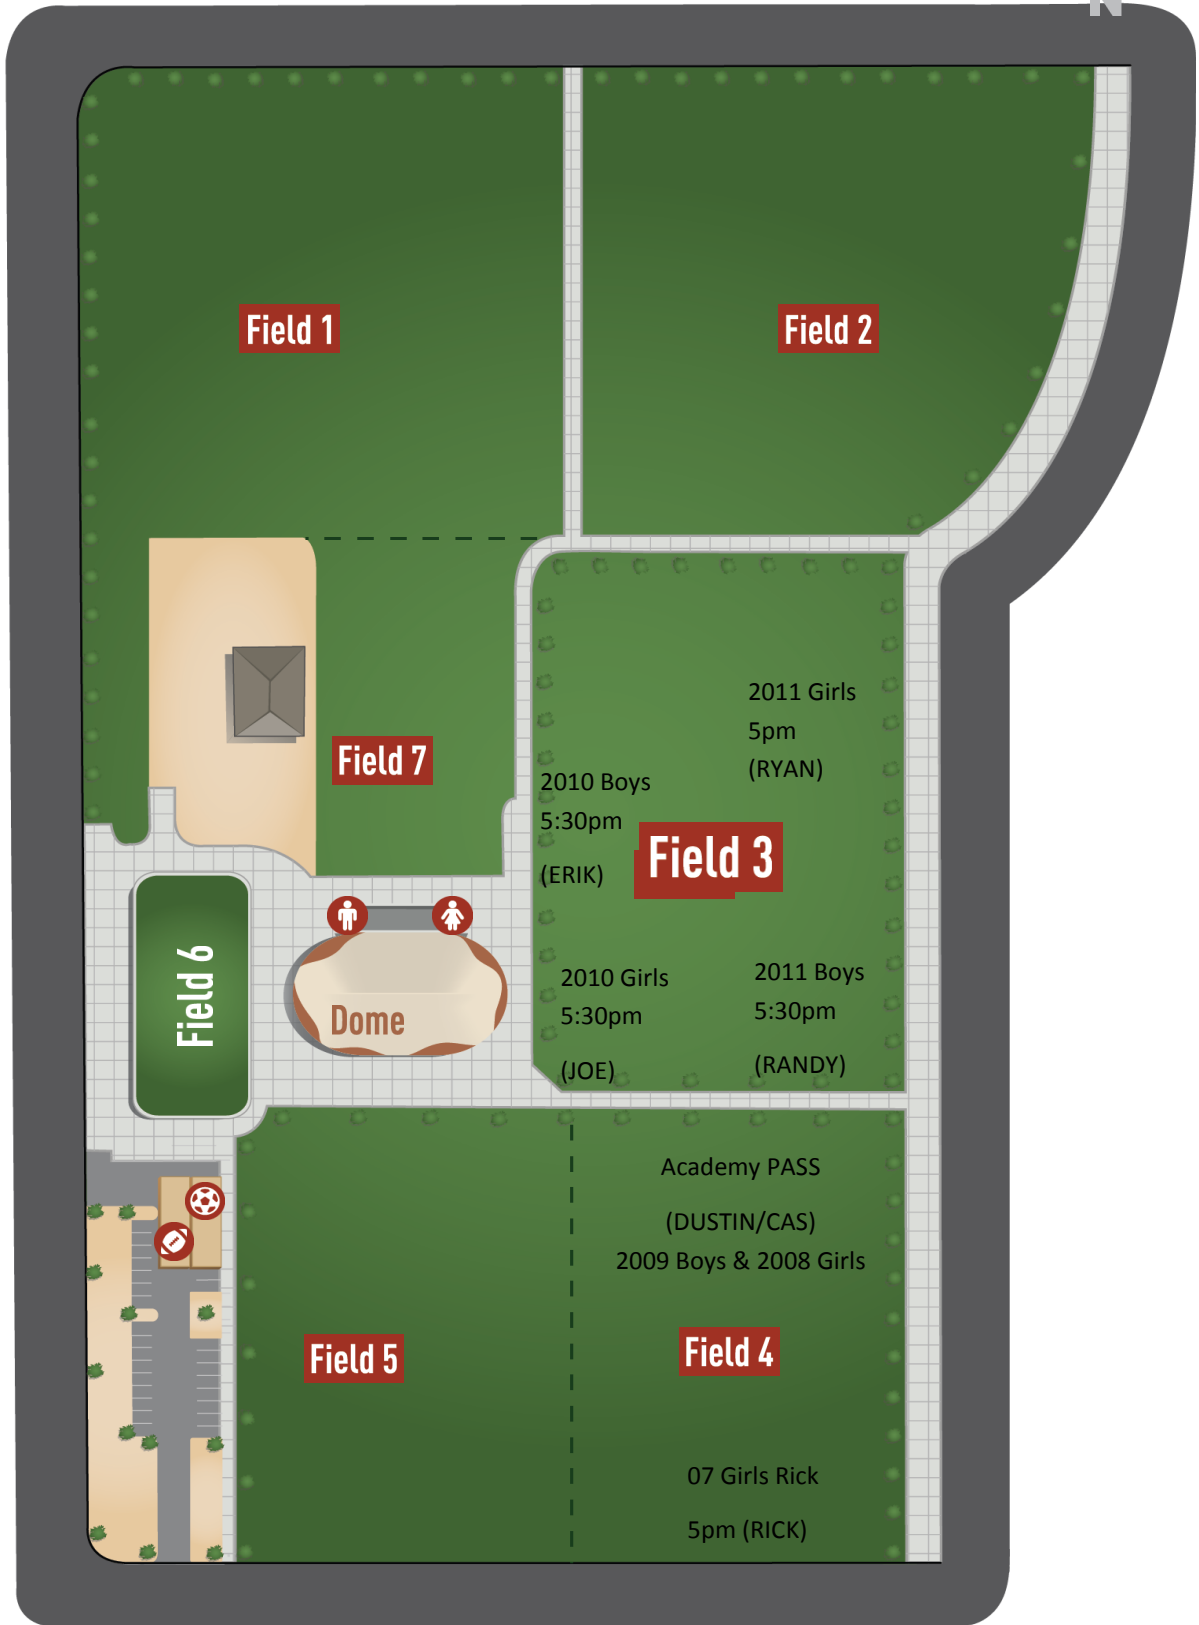 N
Field 1
Field 2
2011 Girls
5pm
(RYAN)
Field 7
2010 Boys
5:30pm
(ERIK)
Field 3
Field 6
Dome
2010 Girls
5:30pm
(JOE)
2011 Boys
5:30pm
(RANDY)
Academy PASS
(DUSTIN/CAS)
2009 Boys & 2008 Girls
Field 5
Field 4
07 Girls Rick
5pm (RICK)